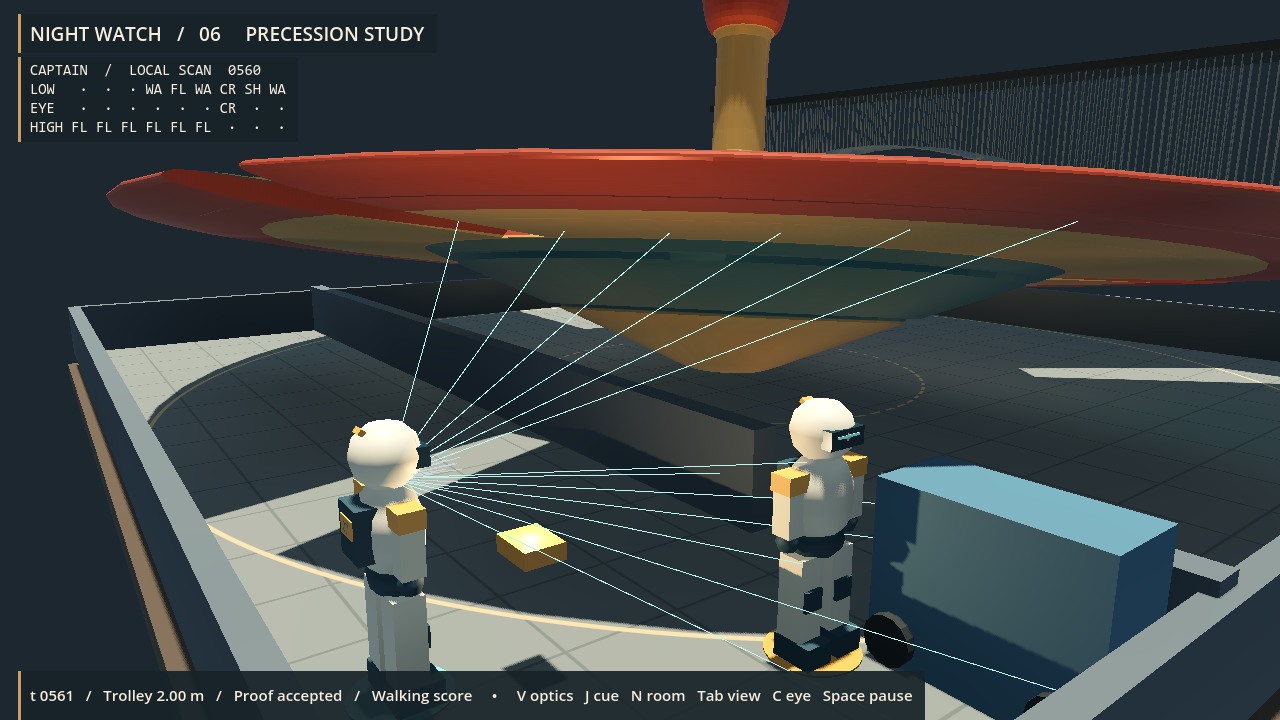 NIGHT WATCH / 06 PRECESSION STUDY
CAPTAIN / LOCAL SCAN 0560
LOW · · · WA FL WA CR SH WA
EYE · · · · · · CR · ·
HIGH FL FL FL FL FL FL · · ·
t 0561 / Trolley 2.00 m / Proof accepted / Walking score • V optics J cue N room Tab view C eye Space pause